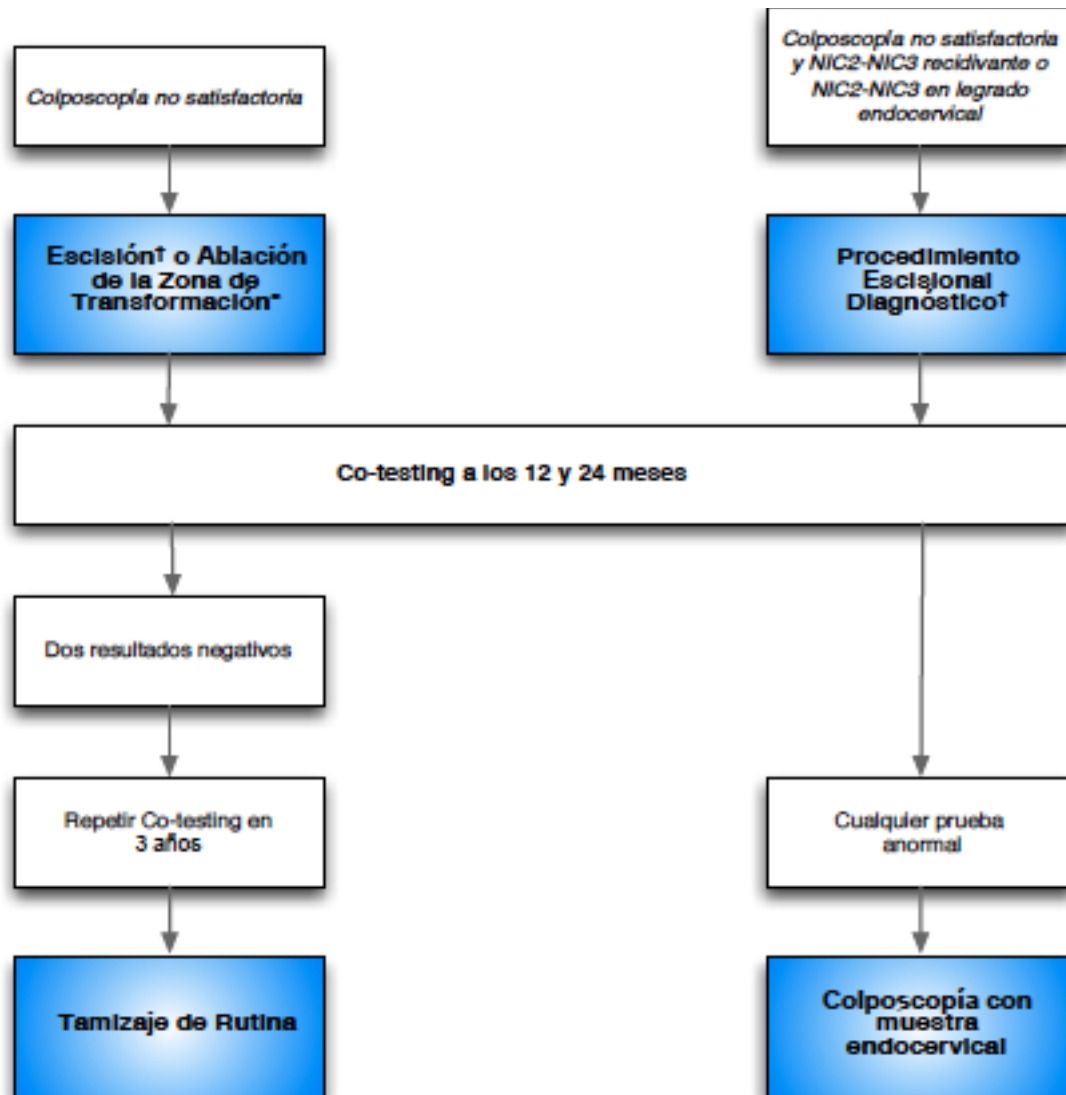 Colposcopía no satisfactoria
Colposcopía no satisfactoria
y NIC2-NIC3 recidivante o
NIC2-NIC3 en legrado
endocervical
Escisión† o Ablación
de la Zona de
Transformación*
Procedimiento
Escisional
Diagnóstico†
Co-testing a los 12 y 24 meses
Dos resultados negativos
Repetir Co-testing en
3 años
Cualquier prueba
anormal
Tamizaje de Rutina
Colposcopía con
muestra
endocervical